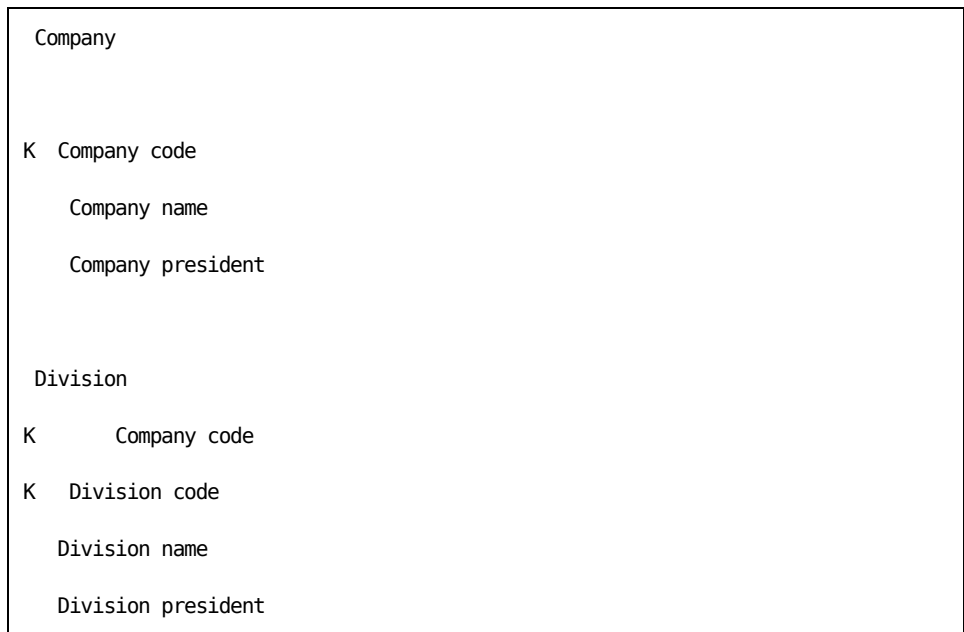 Company
K Company code
Company name
Company president
Division
K Company code
K Division code
Division name
Division president